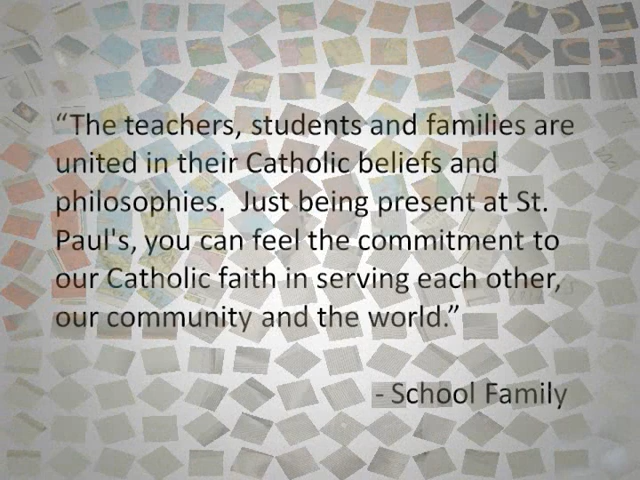 “The teachers, students and families are
united in their Catholic beliefs and
philosophies.  Just being present at St.
Paul's, you can feel the commitment to
our Catholic faith in serving each other,
our community and the world.”
- School Family